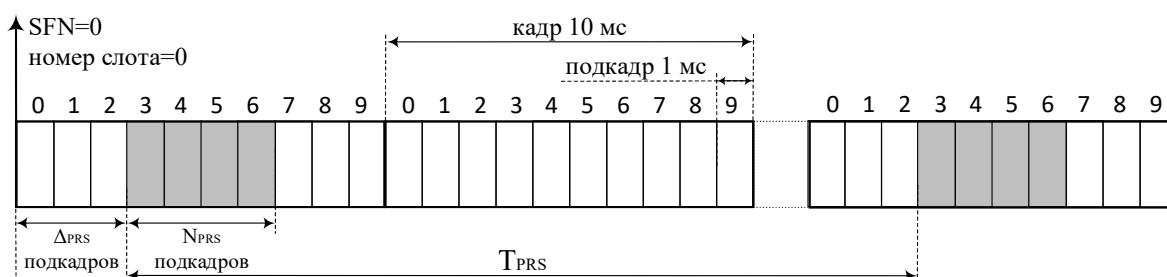 SFN=0
номер слота=0
кадр 10 мс
подкадр 1 мс
0 1 2 3 4 5 6 7 8 9 0 1 2 3 4 5 6 7 8 9 0 1 2 3 4 5 6 7 8 9
ΔPRS
подкадров
NPRS
подкадров
TPRS